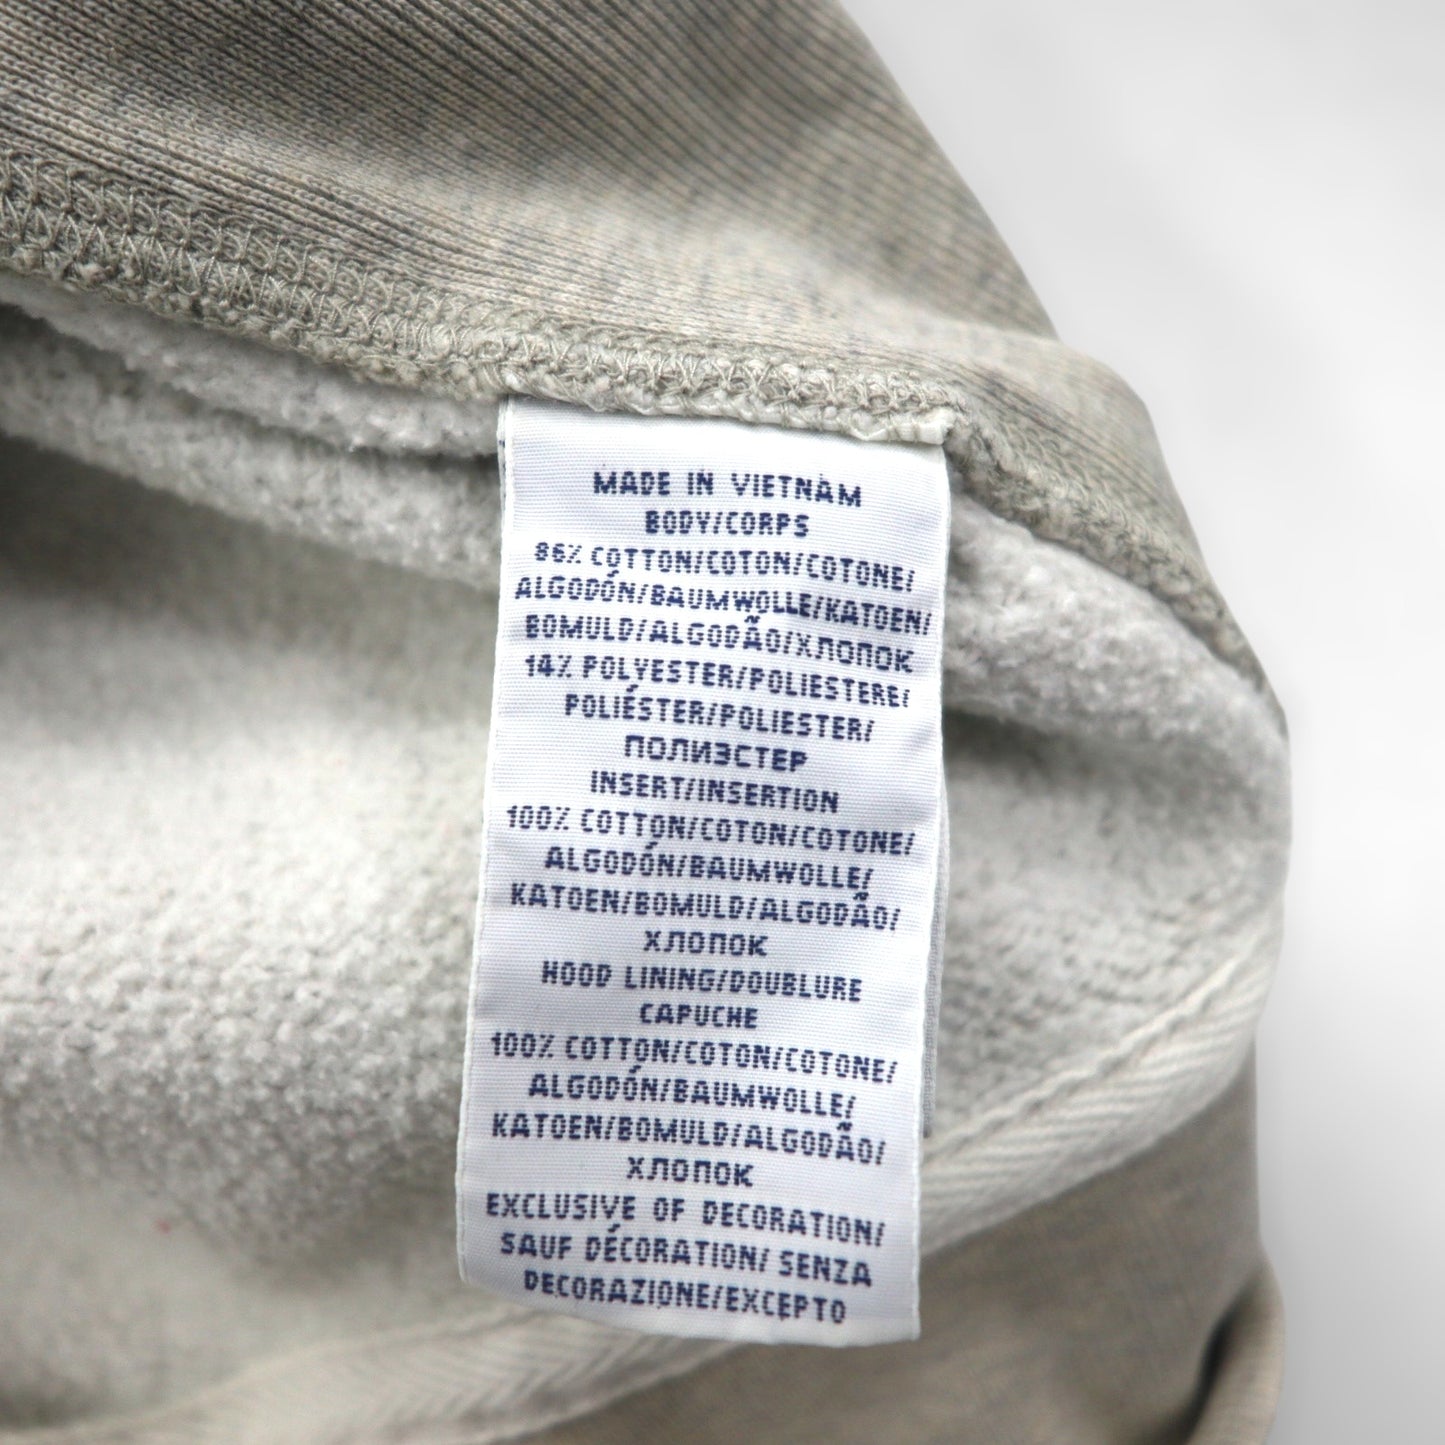 MADE IN VIETNAM
BODY/CORPS
86% COTTON/COTON/COTONE/
ALGODÓN/BAUMWOLLE/KATOEN/
BOMULD/ALGODÃO/ХЛОПОК
14% POLYESTER/POLIESTERE/
POLIÉSTER/POLIESTER/
ПОЛИЭСТЕР
INSERT/INSERTION
100% COTTON/COTON/COTONE/
ALGODÓN/BAUMWOLLE/
KATOEN/BOMULD/ALGODÃO/
ХЛОПОК
HOOD LINING/DOUBLURE
CAPUCHE
100% COTTON/COTON/COTONE/
ALGODÓN/BAUMWOLLE/
KATOEN/BOMULD/ALGODÃO/
ХЛОПОК
EXCLUSIVE OF DECORATION/
SAUF DÉCORATION/ SENZA
DECORAZIONE/EXCEPTO